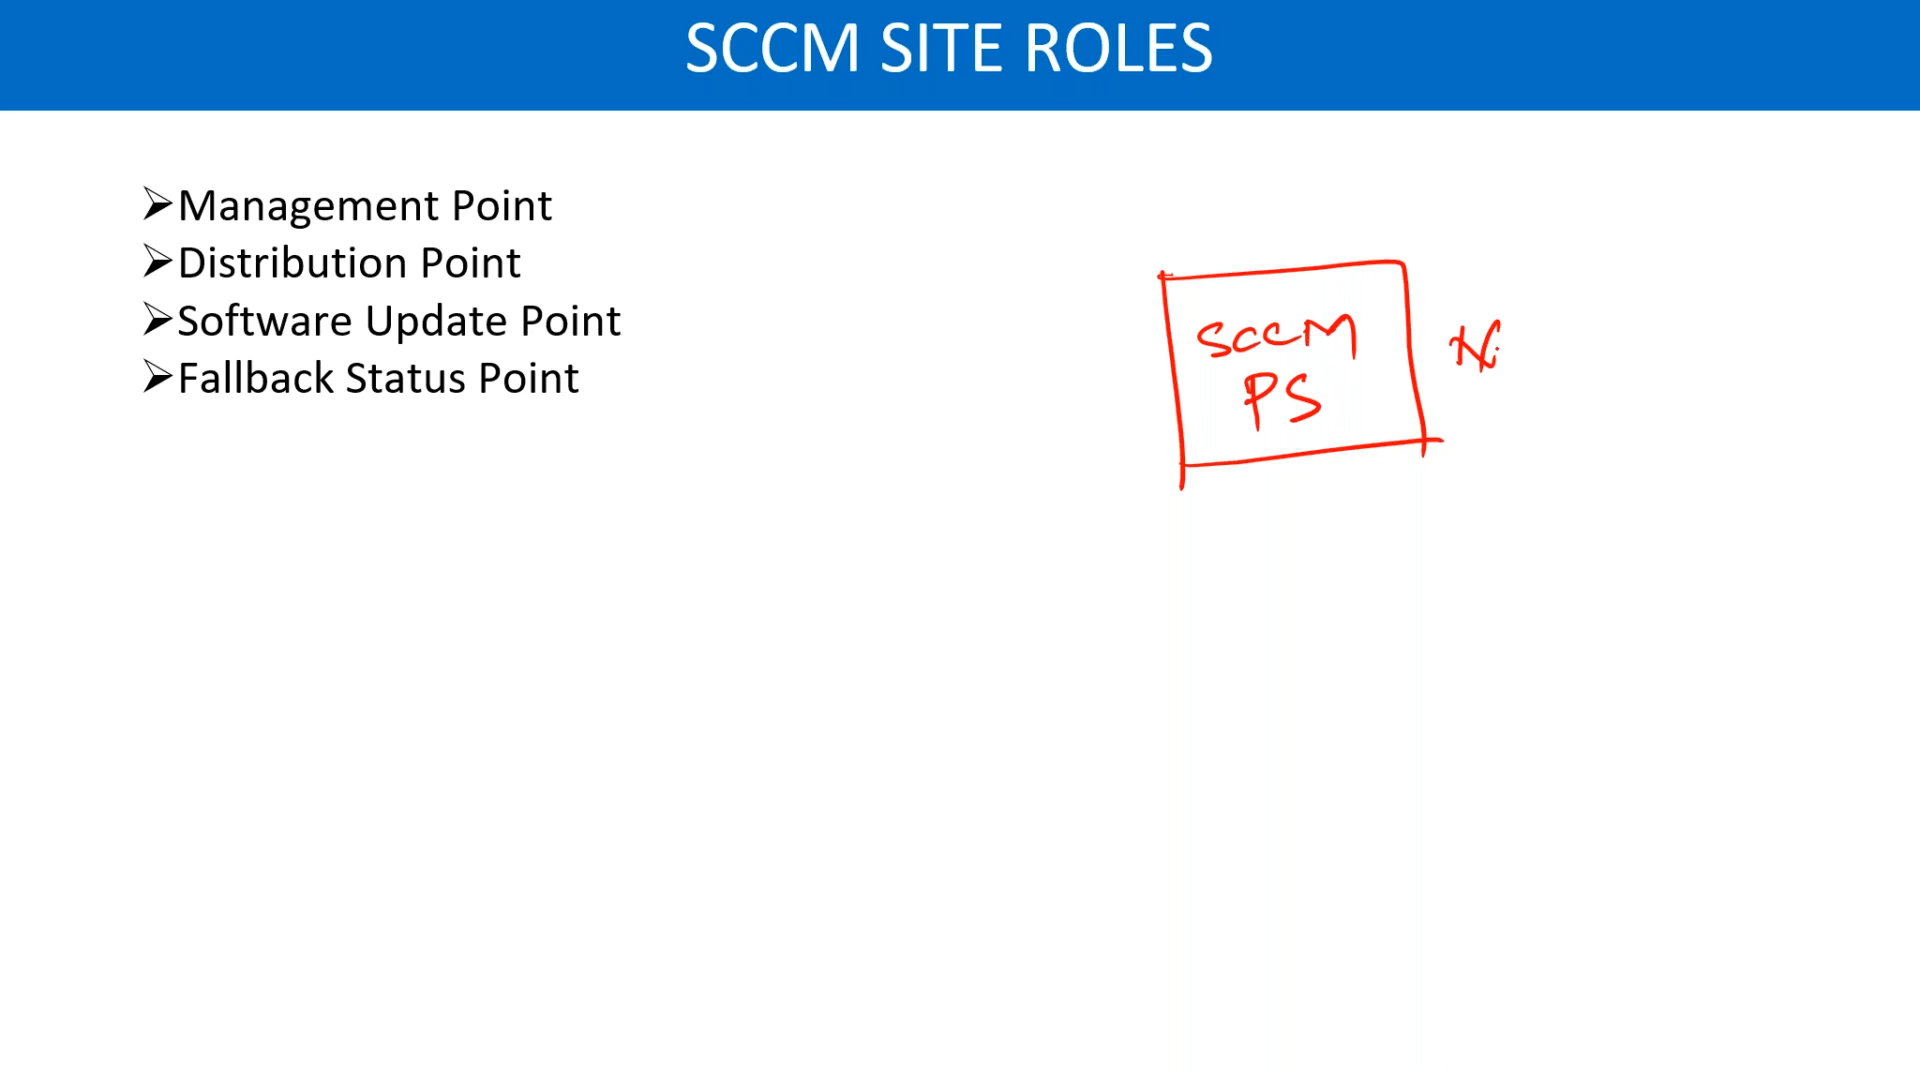 SCCM SITE ROLES
➢Management Point
➢Distribution Point
➢Software Update Point
➢Fallback Status Point
SCCM
PS